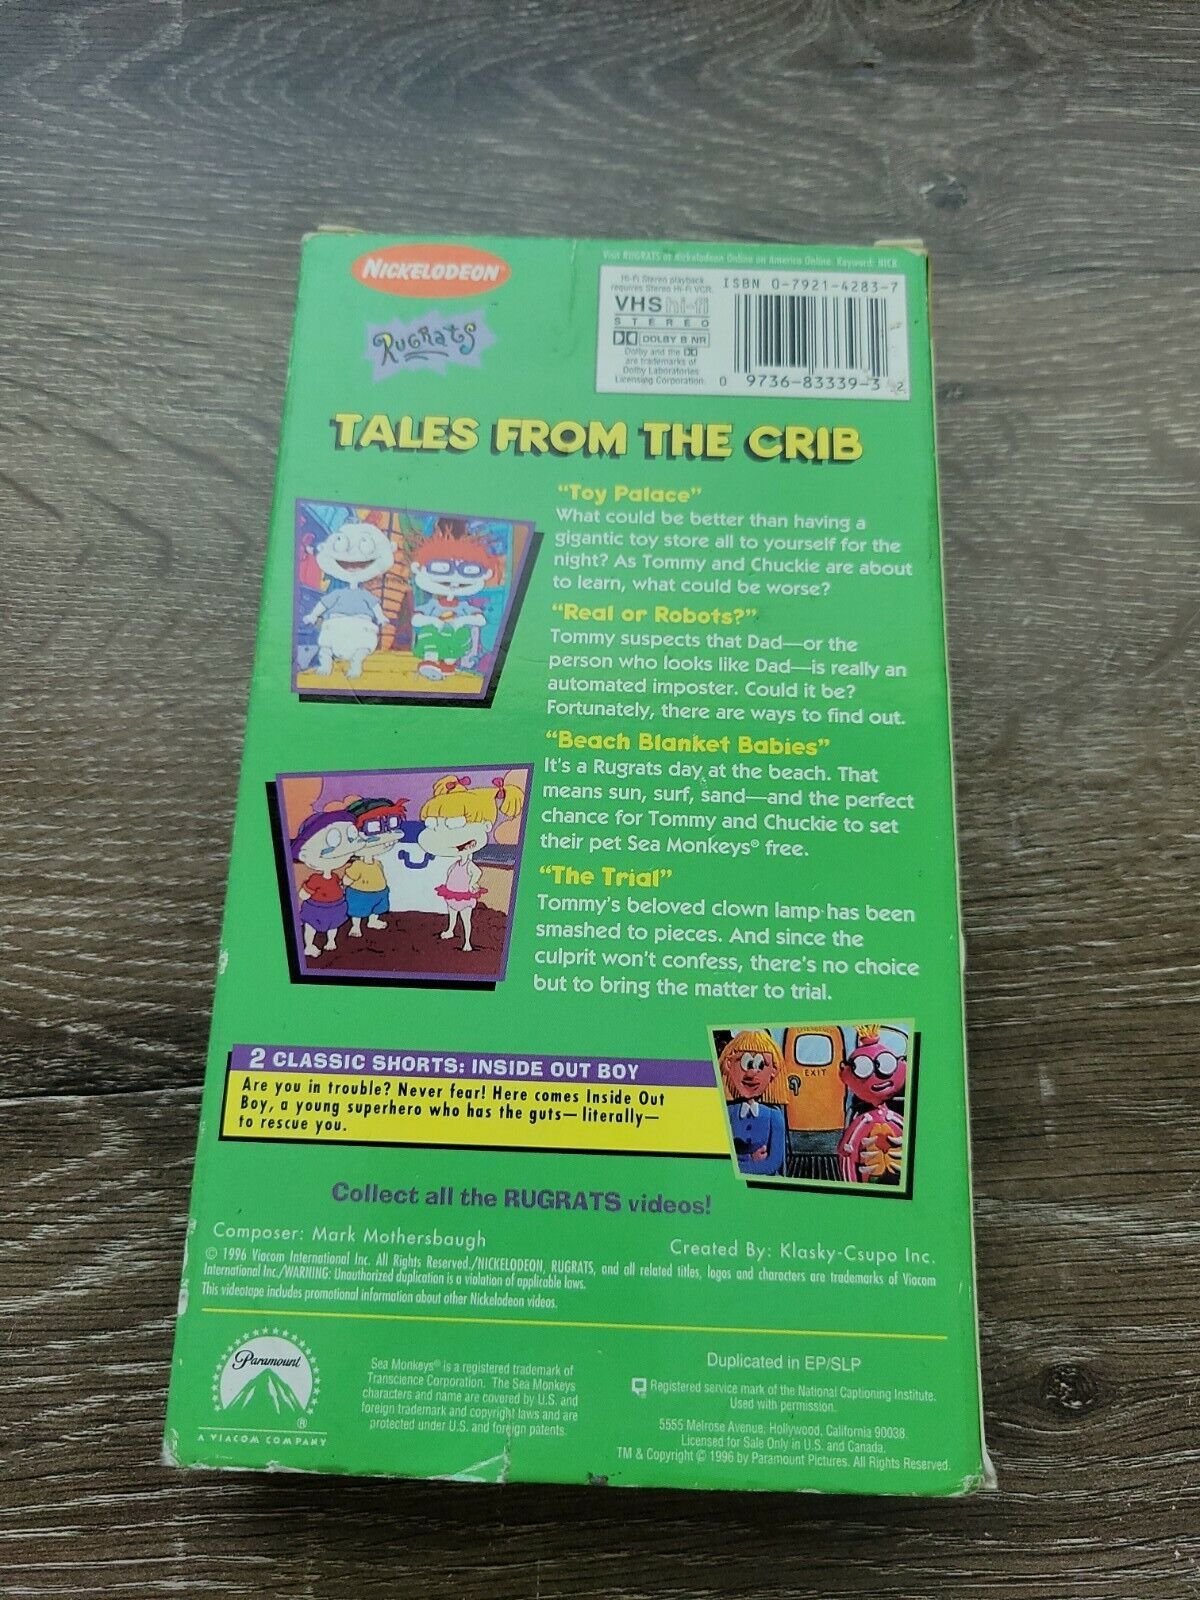 NICKELODEON
RUGRatS
Visit RUGRATS at Nickelodeon Online on America Online. Keyword: NICK
Hi-Fi Stereo playback
requires Stereo Hi-Fi VCR
VHS hi-fi
STEREO
DOLBY B NR
Dolby and the
are trademarks of
Dolby Laboratories
Licensing Corporation.
ISBN 0-7921-4283-7
0 9736-83339-3 2
TALES FROM THE CRIB
"Toy Palace"
What could be better than having a
gigantic toy store all to yourself for the
night? As Tommy and Chuckie are about
to learn, what could be worse?
"Real or Robots?"
Tommy suspects that Dad—or the
person who looks like Dad—is really an
automated imposter. Could it be?
Fortunately, there are ways to find out.
"Beach Blanket Babies"
It's a Rugrats day at the beach. That
means sun, surf, sand—and the perfect
chance for Tommy and Chuckie to set
their pet Sea Monkeys® free.
"The Trial"
Tommy's beloved clown lamp has been
smashed to pieces. And since the
culprit won't confess, there's no choice
but to bring the matter to trial.
2 CLASSIC SHORTS: INSIDE OUT BOY
Are you in trouble? Never fear! Here comes Inside Out
Boy, a young superhero who has the guts—literally—
to rescue you.
EXIT
Collect all the RUGRATS videos!
Composer: Mark Mothersbaugh
Created By: Klasky-Csupo Inc.
© 1996 Viacom International Inc. All Rights Reserved./NICKELODEON, RUGRATS, and all related titles, logos and characters are trademarks of Viacom
International Inc./WARNING: Unauthorized duplication is a violation of applicable laws.
This videotape includes promotional information about other Nickelodeon videos.
Paramount
®
A VIACOM COMPANY
Sea Monkeys® is a registered trademark of
Transcience Corporation. The Sea Monkeys
characters and name are covered by U.S. and
foreign trademark and copyright laws and are
protected under U.S. and foreign patents.
Duplicated in EP/SLP
Registered service mark of the National Captioning Institute.
Used with permission.
5555 Melrose Avenue, Hollywood, California 90038.
Licensed for Sale Only in U.S. and Canada.
TM & Copyright © 1996 by Paramount Pictures. All Rights Reserved.